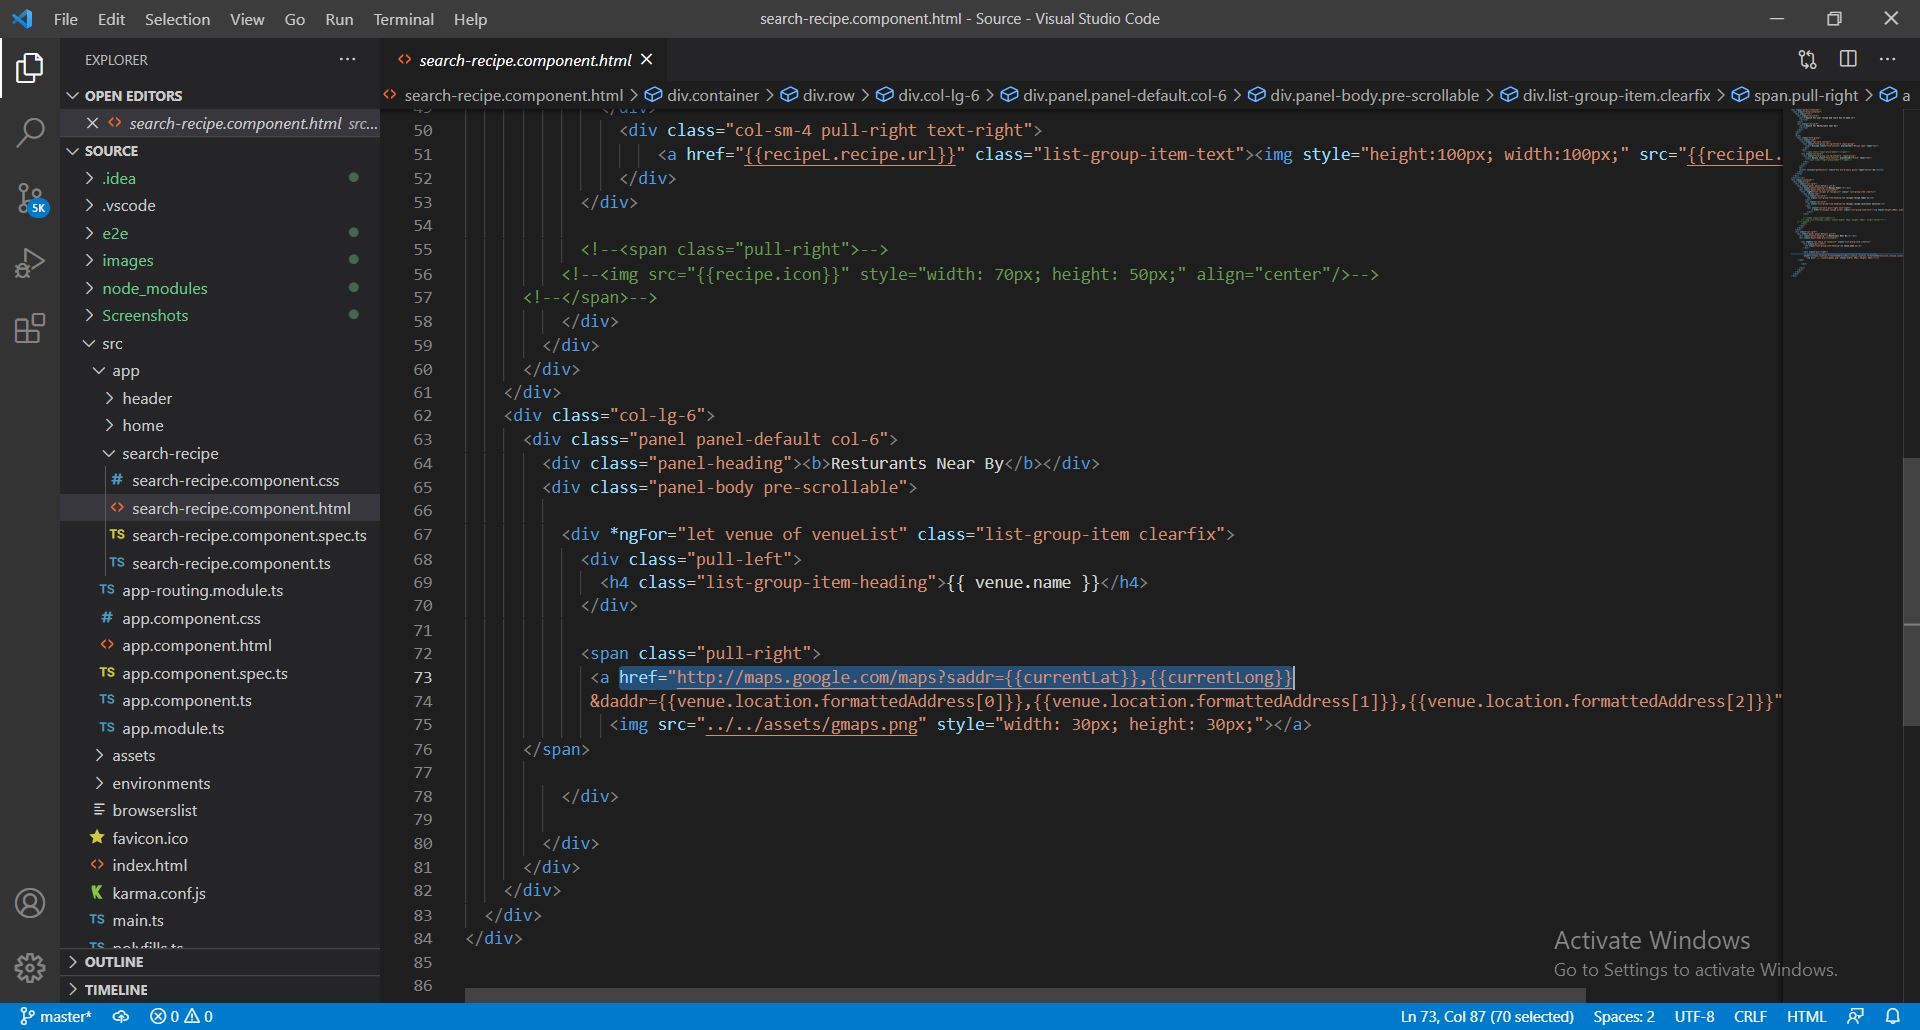 File Edit Selection View Go Run Terminal Help
search-recipe.component.html - Source - Visual Studio Code
EXPLORER
OPEN EDITORS
search-recipe.component.html src...
SOURCE
.idea
.vscode
e2e
images
node_modules
Screenshots
src
app
header
home
search-recipe
# search-recipe.component.css
<> search-recipe.component.html
TS search-recipe.component.spec.ts
TS search-recipe.component.ts
TS app-routing.module.ts
# app.component.css
<> app.component.html
TS app.component.spec.ts
TS app.component.ts
TS app.module.ts
assets
environments
browserslist
favicon.ico
<> index.html
K karma.conf.js
TS main.ts
TS polyfills.ts
OUTLINE
TIMELINE
5K
<> search-recipe.component.html
<> search-recipe.component.html > div.container > div.row > div.col-lg-6 > div.panel.panel-default.col-6 > div.panel-body.pre-scrollable > div.list-group-item.clearfix > span.pull-right > a
50 <div class="col-sm-4 pull-right text-right">
51 <a href="{{recipeL.recipe.url}}" class="list-group-item-text"><img style="height:100px; width:100px;" src="{{recipeL.
52 </div>
53 </div>
54
55 <!--<span class="pull-right">-->
56 <!--<img src="{{recipe.icon}}" style="width: 70px; height: 50px;" align="center"/>-->
57 <!--</span>-->
58 </div>
59 </div>
60 </div>
61 </div>
62 <div class="col-lg-6">
63 <div class="panel panel-default col-6">
64 <div class="panel-heading"><b>Resturants Near By</b></div>
65 <div class="panel-body pre-scrollable">
66
67 <div *ngFor="let venue of venueList" class="list-group-item clearfix">
68 <div class="pull-left">
69 <h4 class="list-group-item-heading">{{ venue.name }}</h4>
70 </div>
71
72 <span class="pull-right">
73 <a href="http://maps.google.com/maps?saddr={{currentLat}},{{currentLong}}
74 &daddr={{venue.location.formattedAddress[0]}},{{venue.location.formattedAddress[1]}},{{venue.location.formattedAddress[2]}}"
75 <img src="../../assets/gmaps.png" style="width: 30px; height: 30px;"></a>
76 </span>
77
78 </div>
79
80 </div>
81 </div>
82 </div>
83 </div>
84 </div>
85
86
Activate Windows
Go to Settings to activate Windows.
master* 0 0 Ln 73, Col 87 (70 selected) Spaces: 2 UTF-8 CRLF HTML